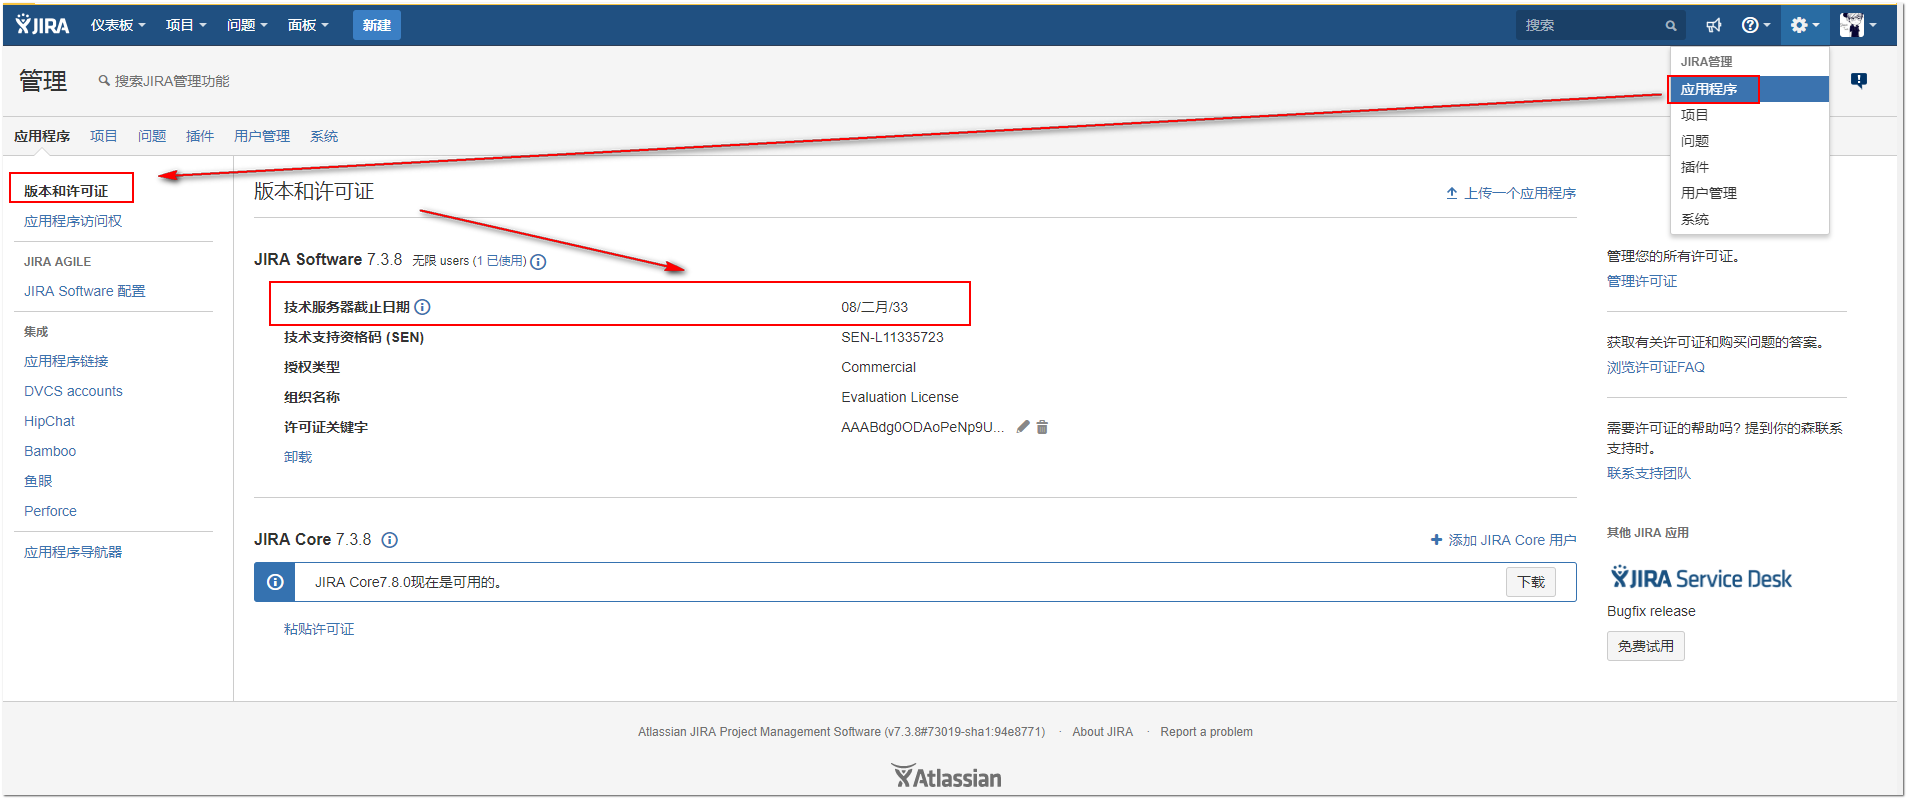 JIRA 仪表板 项目 问题 面板 新建 搜索
管理 搜索JIRA管理功能
JIRA管理
应用程序
项目
问题
插件
用户管理
系统
应用程序 项目 问题 插件 用户管理 系统
版本和许可证
应用程序访问权
JIRA AGILE
JIRA Software 配置
集成
应用程序链接
DVCS accounts
HipChat
Bamboo
鱼眼
Perforce
应用程序导航器
版本和许可证 上传一个应用程序
JIRA Software 7.3.8 无限 users (1 已使用)
技术服务器截止日期 08/二月/33
技术支持资格码 (SEN) SEN-L11335723
授权类型 Commercial
组织名称 Evaluation License
许可证关键字 AAABdg0ODAoPeNp9U...
卸载
JIRA Core 7.3.8 添加 JIRA Core 用户
JIRA Core7.8.0现在是可用的。 下载
粘贴许可证
管理您的所有许可证。
管理许可证
获取有关许可证和购买问题的答案。
浏览许可证FAQ
需要许可证的帮助吗? 提到你的森联系
支持时。
联系支持团队
其他 JIRA 应用
JIRA Service Desk
Bugfix release
免费试用
Atlassian JIRA Project Management Software (v7.3.8#73019-sha1:94e8771) · About JIRA · Report a problem
Atlassian